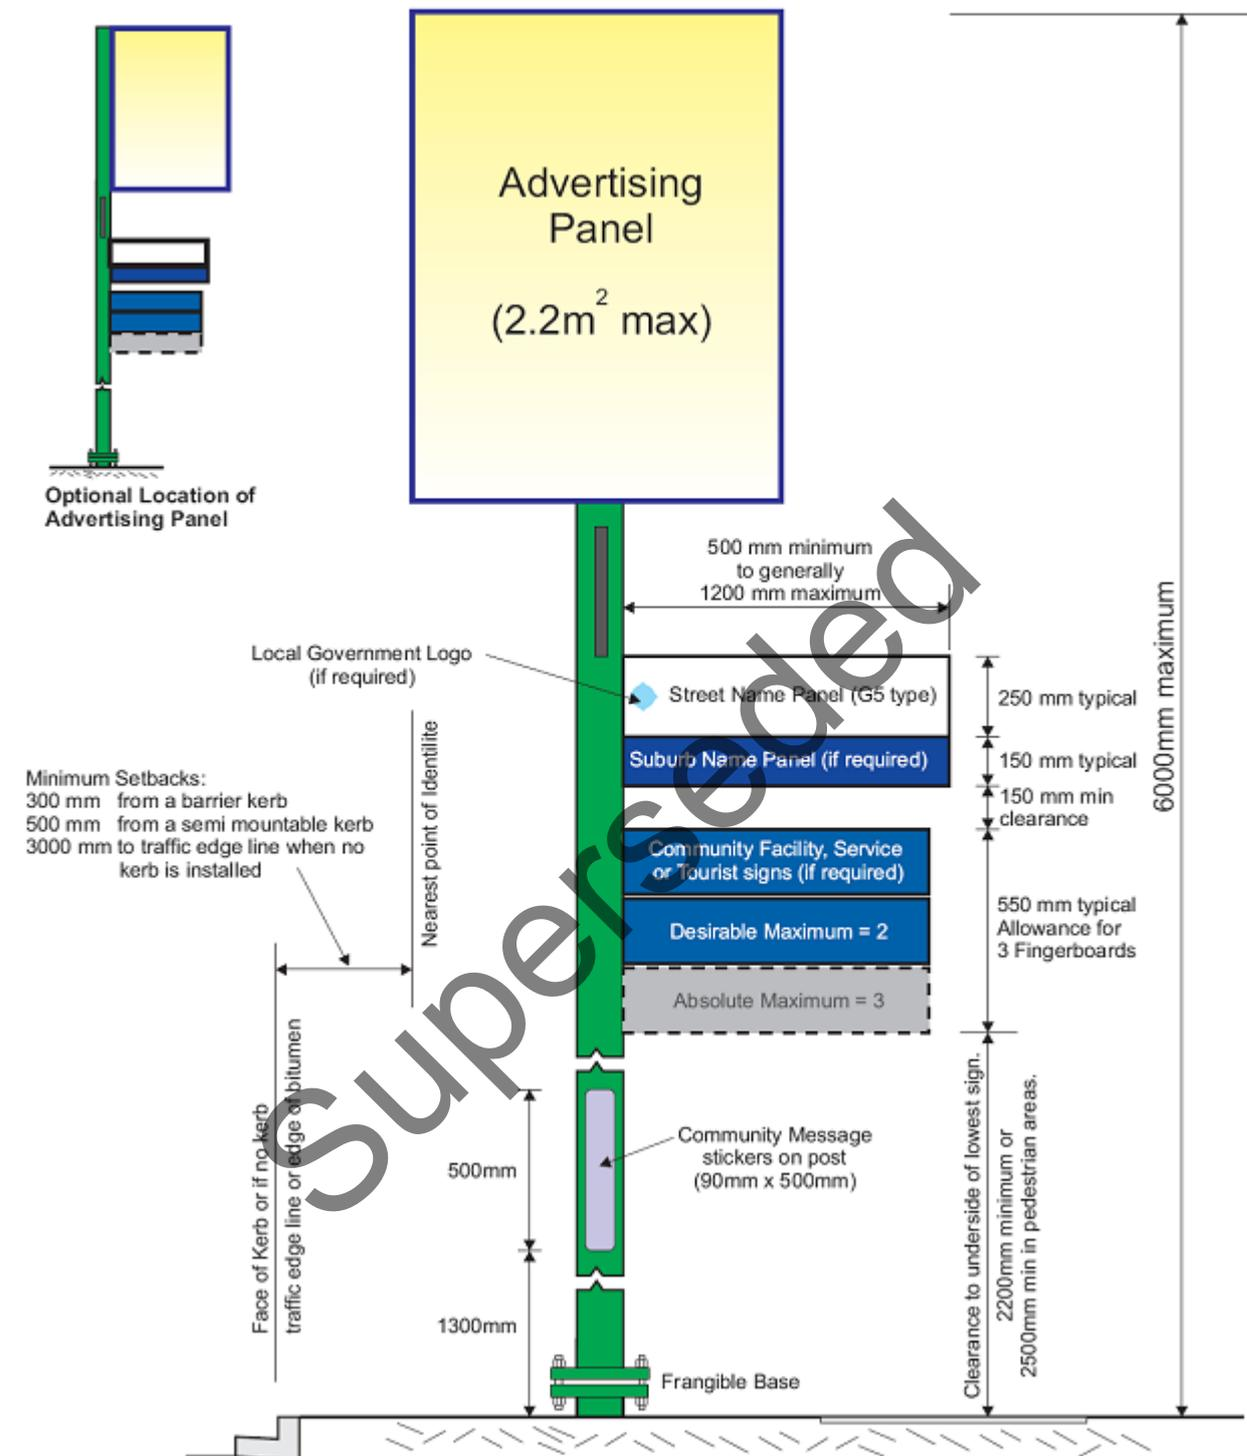 Advertising
Panel
(2.2m² max)
Optional Location of
Advertising Panel
500 mm minimum
to generally
1200 mm maximum
6000mm maximum
Local Government Logo
(if required)
Street Name Panel (G5 type)
250 mm typical
Suburb Name Panel (if required)
150 mm typical
150 mm min
clearance
Minimum Setbacks:
300 mm from a barrier kerb
500 mm from a semi mountable kerb
3000 mm to traffic edge line when no
kerb is installed
Nearest point of Identilite
Community Facility, Service
or Tourist signs (if required)
Desirable Maximum = 2
Absolute Maximum = 3
550 mm typical
Allowance for
3 Fingerboards
Face of Kerb or if no kerb
traffic edge line or edge of bitumen
500mm
Community Message
stickers on post
(90mm x 500mm)
Clearance to underside of lowest sign.
2200mm minimum or
2500mm min in pedestrian areas.
1300mm
Frangible Base
Superseded